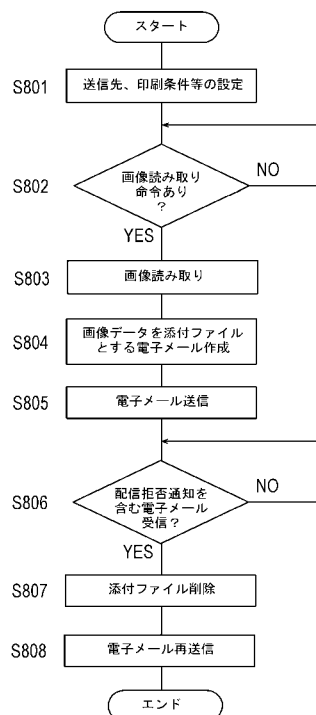 スタート
S801
送信先、印刷条件等の設定
S802
画像読み取り
命令あり
？
NO
YES
S803
画像読み取り
S804
画像データを添付ファイル
とする電子メール作成
S805
電子メール送信
S806
配信拒否通知を
含む電子メール
受信？
NO
YES
S807
添付ファイル削除
S808
電子メール再送信
エンド